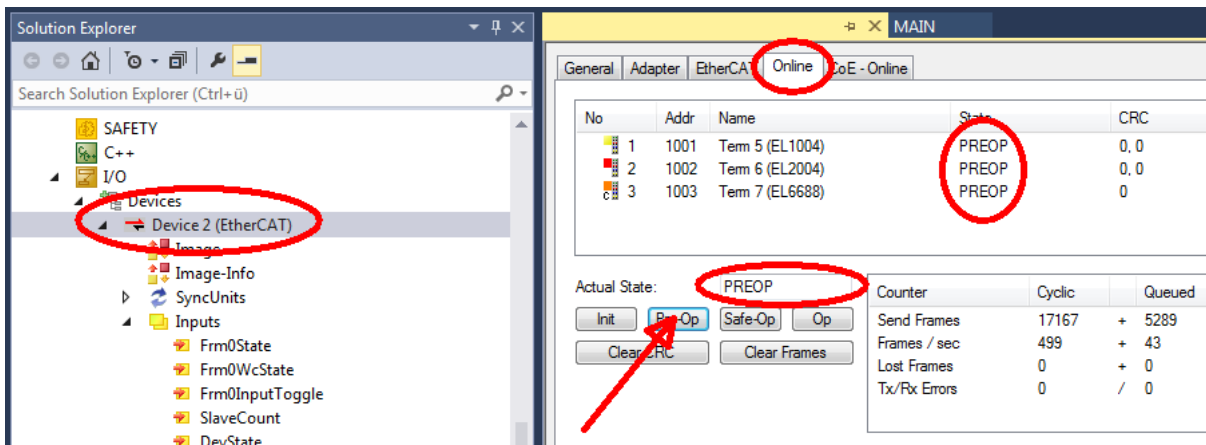 Solution Explorer
Search Solution Explorer (Ctrl+ü)
SAFETY
C++
I/O
Devices
Device 2 (EtherCAT)
Image
Image-Info
SyncUnits
Inputs
Frm0State
Frm0WcState
Frm0InputToggle
SlaveCount
DevState
MAIN
General Adapter EtherCAT Online CoE - Online
No Addr Name State CRC
1 1001 Term 5 (EL1004) PREOP 0, 0
2 1002 Term 6 (EL2004) PREOP 0, 0
c 3 1003 Term 7 (EL6688) PREOP 0
Actual State: PREOP
Init Pre-Op Safe-Op Op
Clear CRC Clear Frames
Counter Cyclic Queued
Send Frames 17167 + 5289
Frames / sec 499 + 43
Lost Frames 0 + 0
Tx/Rx Errors 0 / 0